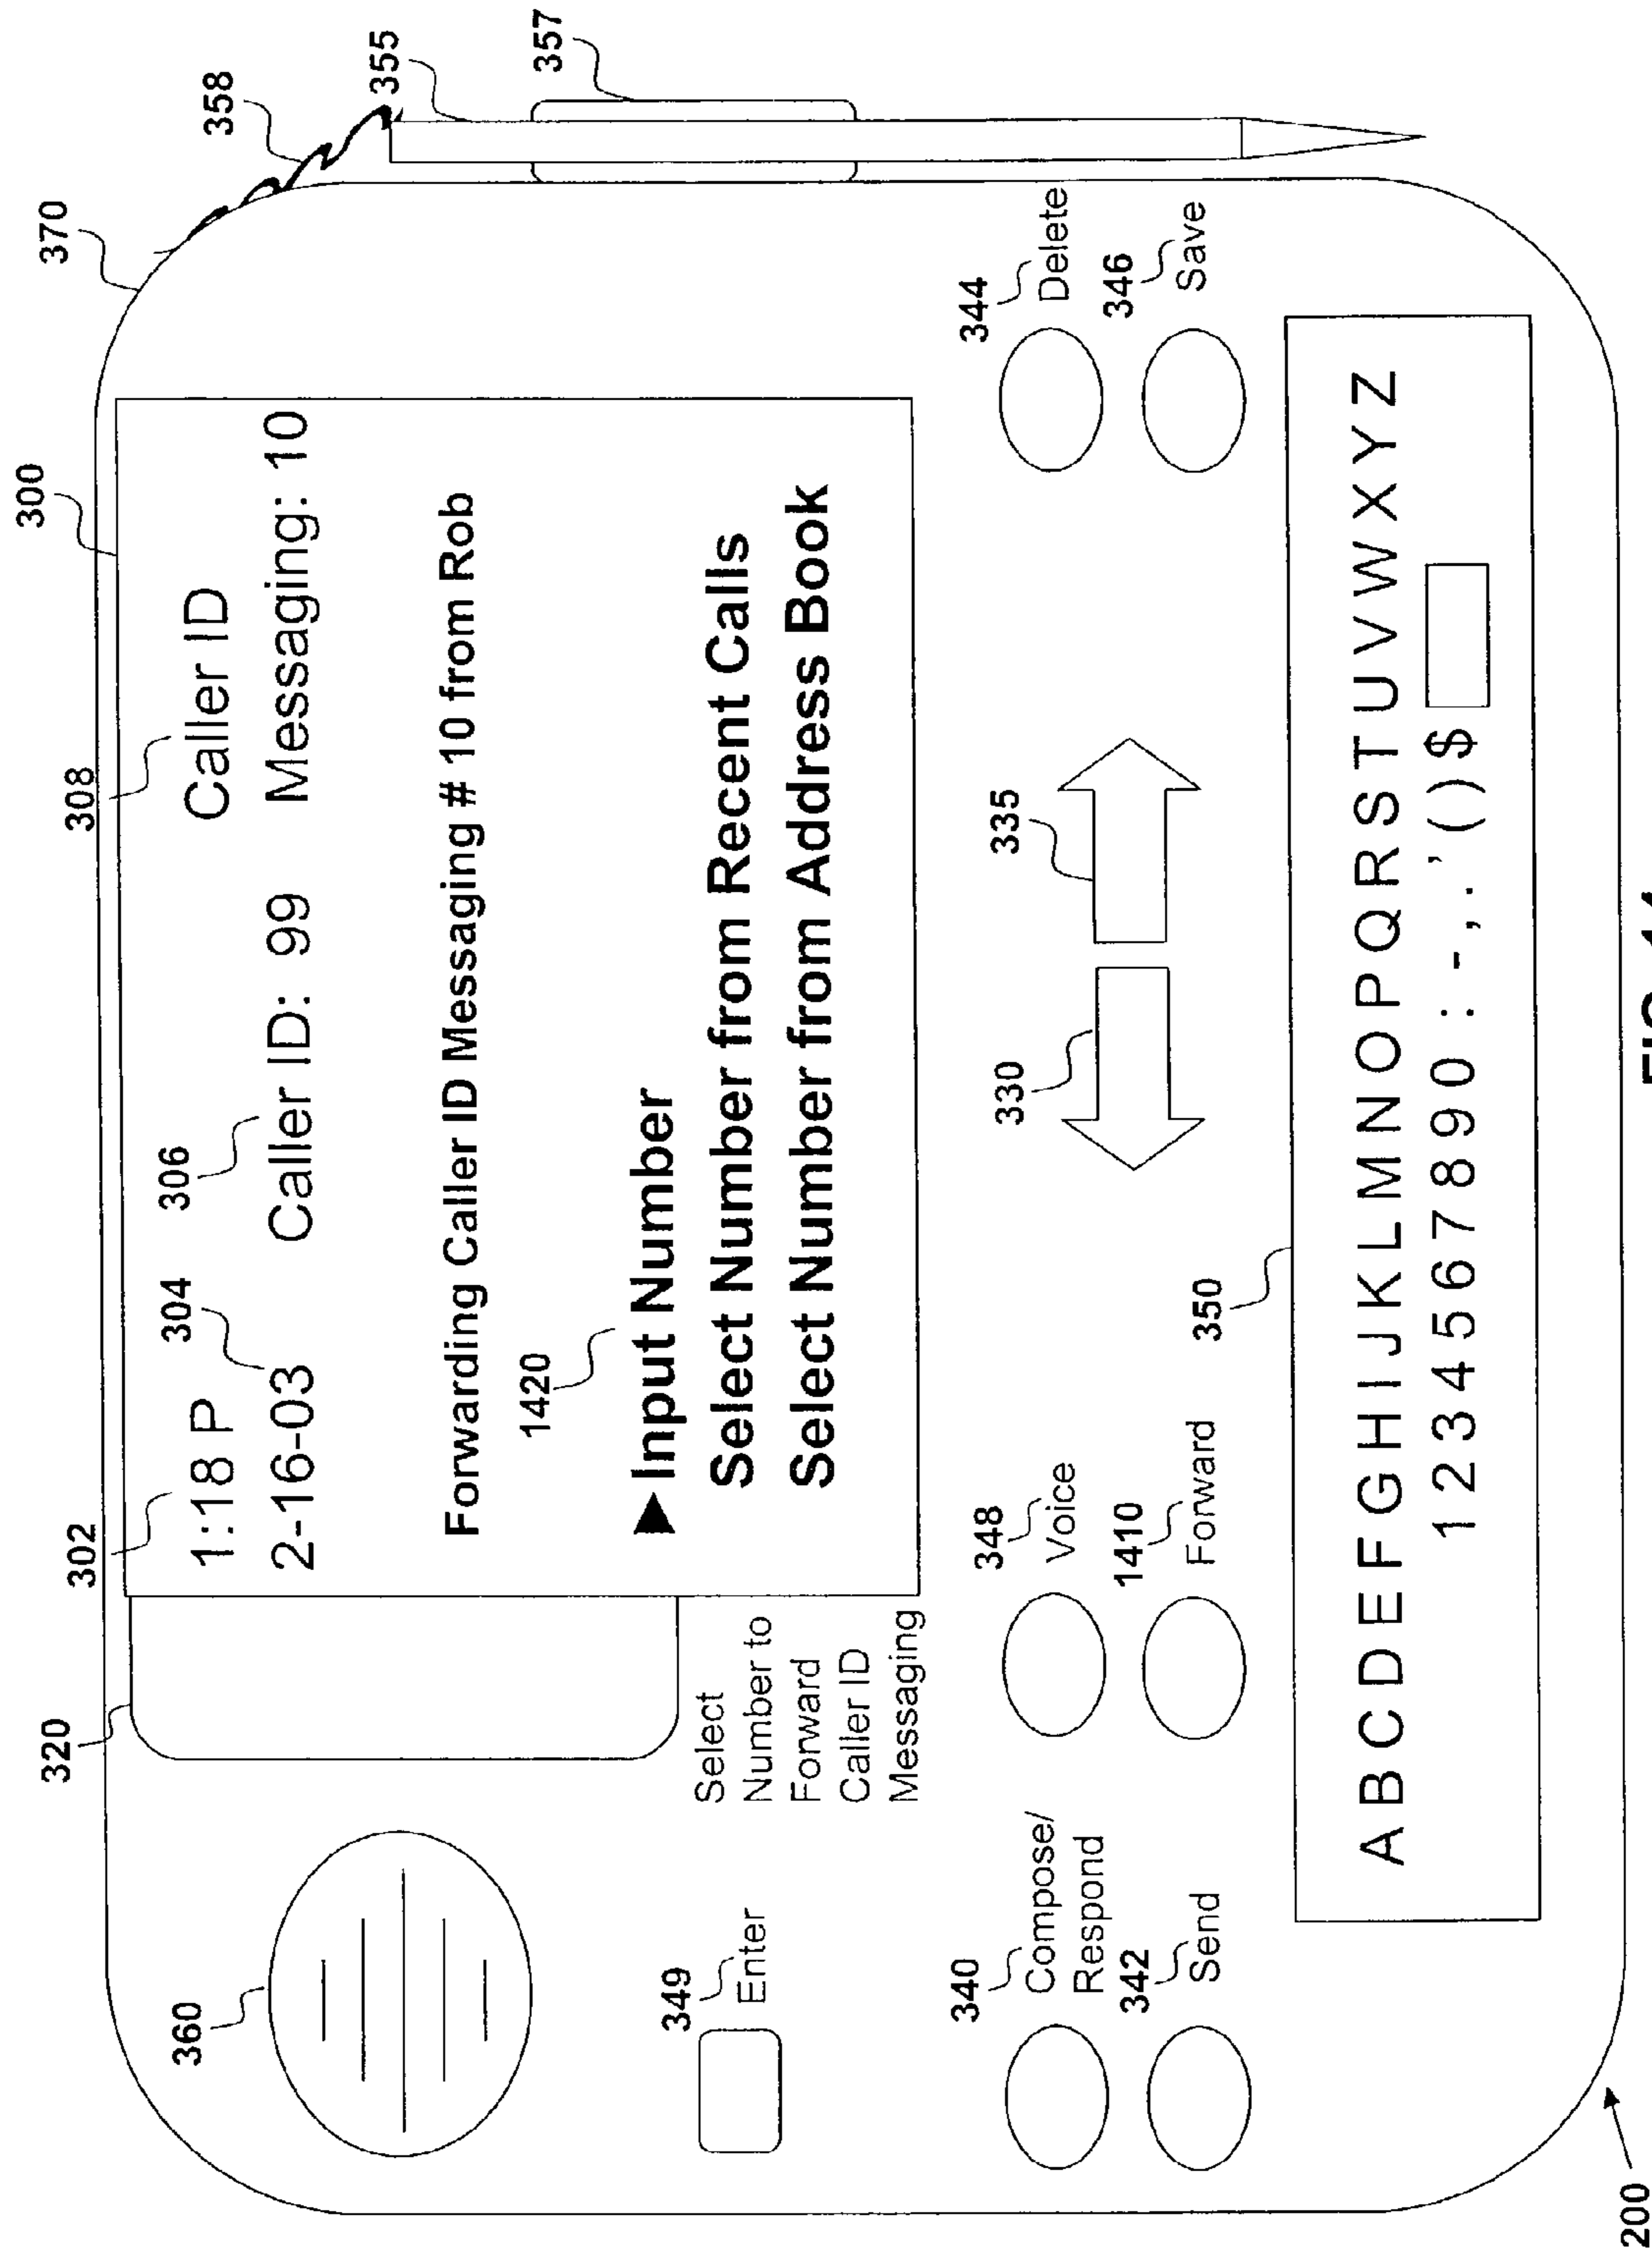 370
358
355
357
300
308
302
320
360
306
304
1:18 P
Caller ID
2-16-03
Caller ID: 99
Messaging: 10
Forwarding Caller ID Messaging # 10 from Rob
1420
▶ Input Number
Select Number from Recent Calls
Select Number from Address Book
349
Enter
Select
Number to
Forward
Caller ID
Messaging
340
Compose/
Respond
342
Send
348
Voice
1410
Forward
330
335
344
Delete
346
Save
350
A B C D E F G H I J K L M N O P Q R S T U V W X Y Z
1 2 3 4 5 6 7 8 9 0 : - , . ' ( ) $
200